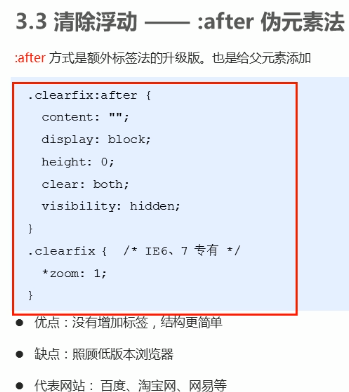 3.3 清除浮动 —— :after 伪元素法
:after 方式是额外标签法的升级版。也是给父元素添加
.clearfix:after {
content: "";
display: block;
height: 0;
clear: both;
visibility: hidden;
}
.clearfix { /* IE6、7 专有 */
*zoom: 1;
}
● 优点：没有增加标签，结构更简单
● 缺点：照顾低版本浏览器
● 代表网站： 百度、淘宝网、网易等